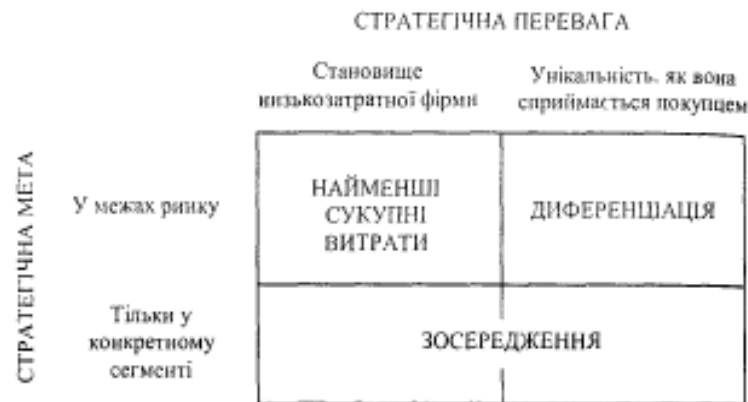 СТРАТЕГІЧНА ПЕРЕВАГА
Становище
низькозатратної фірми
Унікальність. як вона
сприймається покупцем
СТРАТЕГІЧНА МЕТА
У межах ринку
НАЙМЕНШІ
СУКУПНІ
ВИТРАТИ
ДИФЕРЕНЦІАЦІЯ
Тільки у
конкретному
сегменті
ЗОСЕРЕДЖЕННЯ